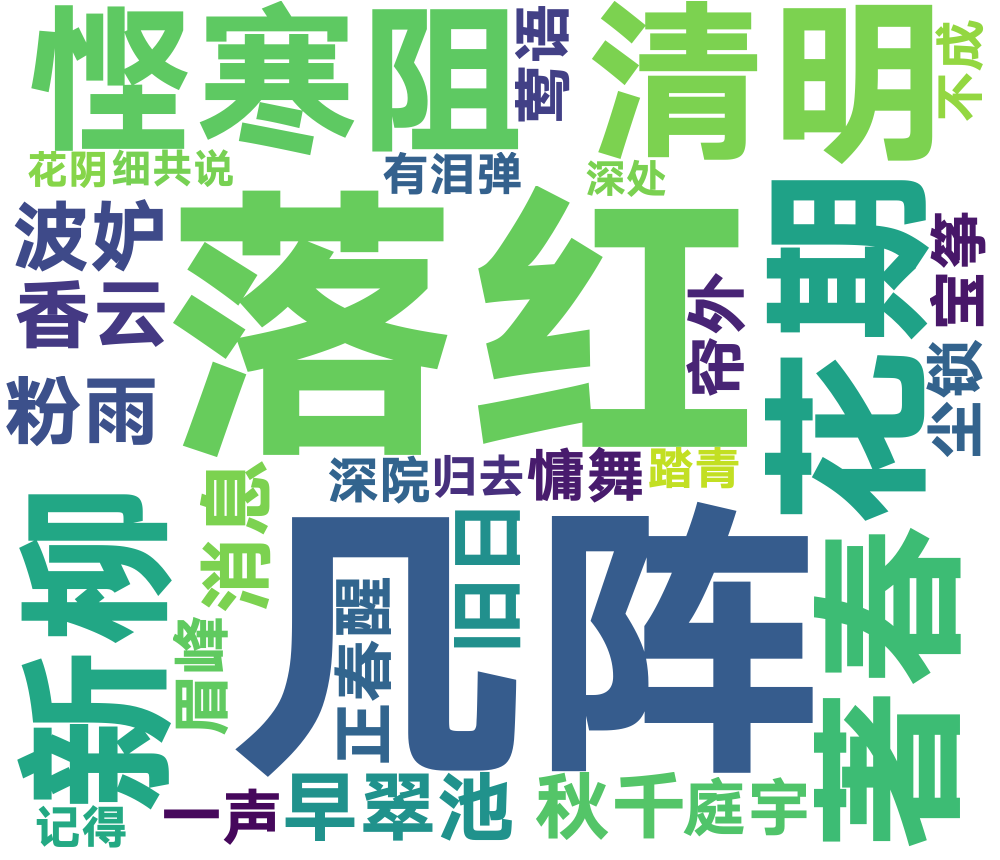 悭寒阻
莺语
清明
不成
花阴
细共说
有泪弹
深处
波妒
落红
花期
宝筝
香云
帘外
粉雨
尘锁
深院
归去
慵舞
踏青
消息
新柳
几阵
旧日
正春醒
著春
眉峰
记得
一声
早
翠池
秋千
庭宇